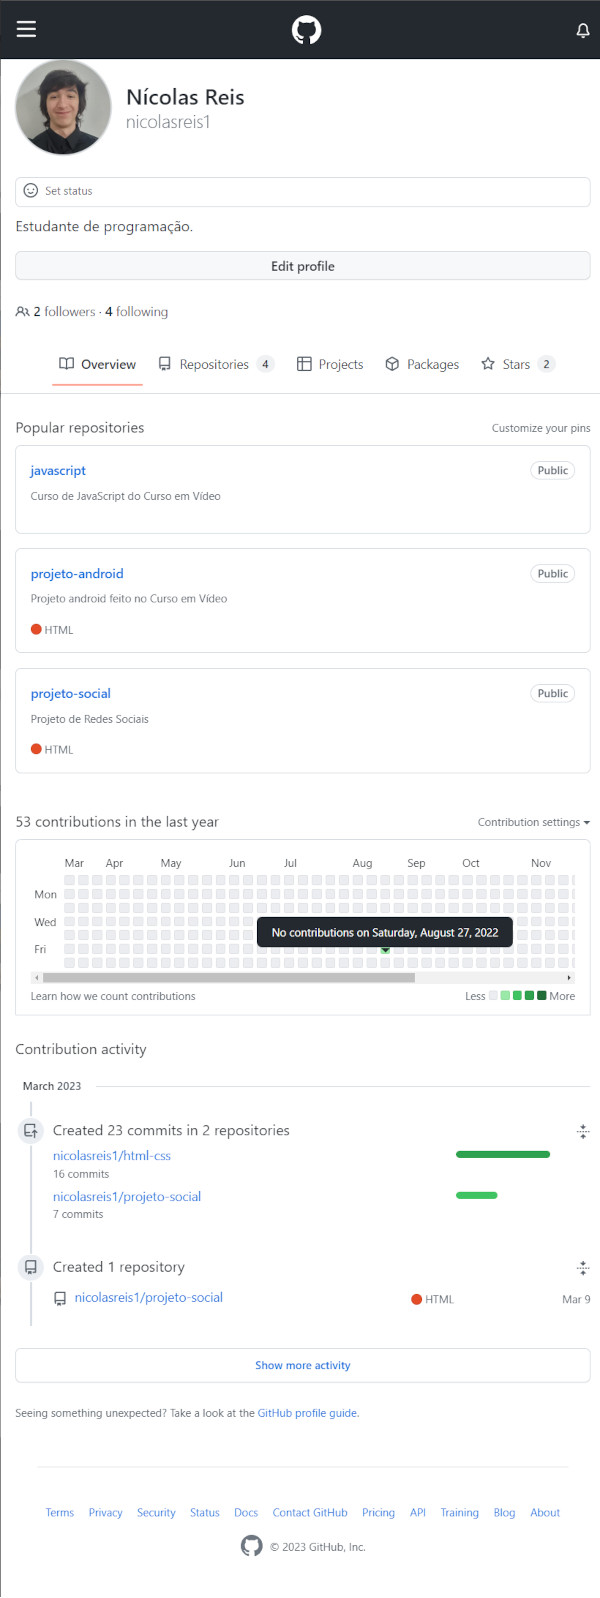 Nícolas Reis
nicolasreis1
Set status
Estudante de programação.
Edit profile
2 followers · 4 following
Overview Repositories 4 Projects Packages Stars 2
Popular repositories Customize your pins
javascript Public
Curso de JavaScript do Curso em Vídeo
projeto-android Public
Projeto android feito no Curso em Vídeo
HTML
projeto-social Public
Projeto de Redes Sociais
HTML
53 contributions in the last year Contribution settings
Mar Apr May Jun Jul Aug Sep Oct Nov
Mon
Wed
No contributions on Saturday, August 27, 2022
Fri
Learn how we count contributions Less More
Contribution activity
March 2023
Created 23 commits in 2 repositories
nicolasreis1/html-css
16 commits
nicolasreis1/projeto-social
7 commits
Created 1 repository
nicolasreis1/projeto-social HTML Mar 9
Show more activity
Seeing something unexpected? Take a look at the GitHub profile guide.
Terms Privacy Security Status Docs Contact GitHub Pricing API Training Blog About
© 2023 GitHub, Inc.